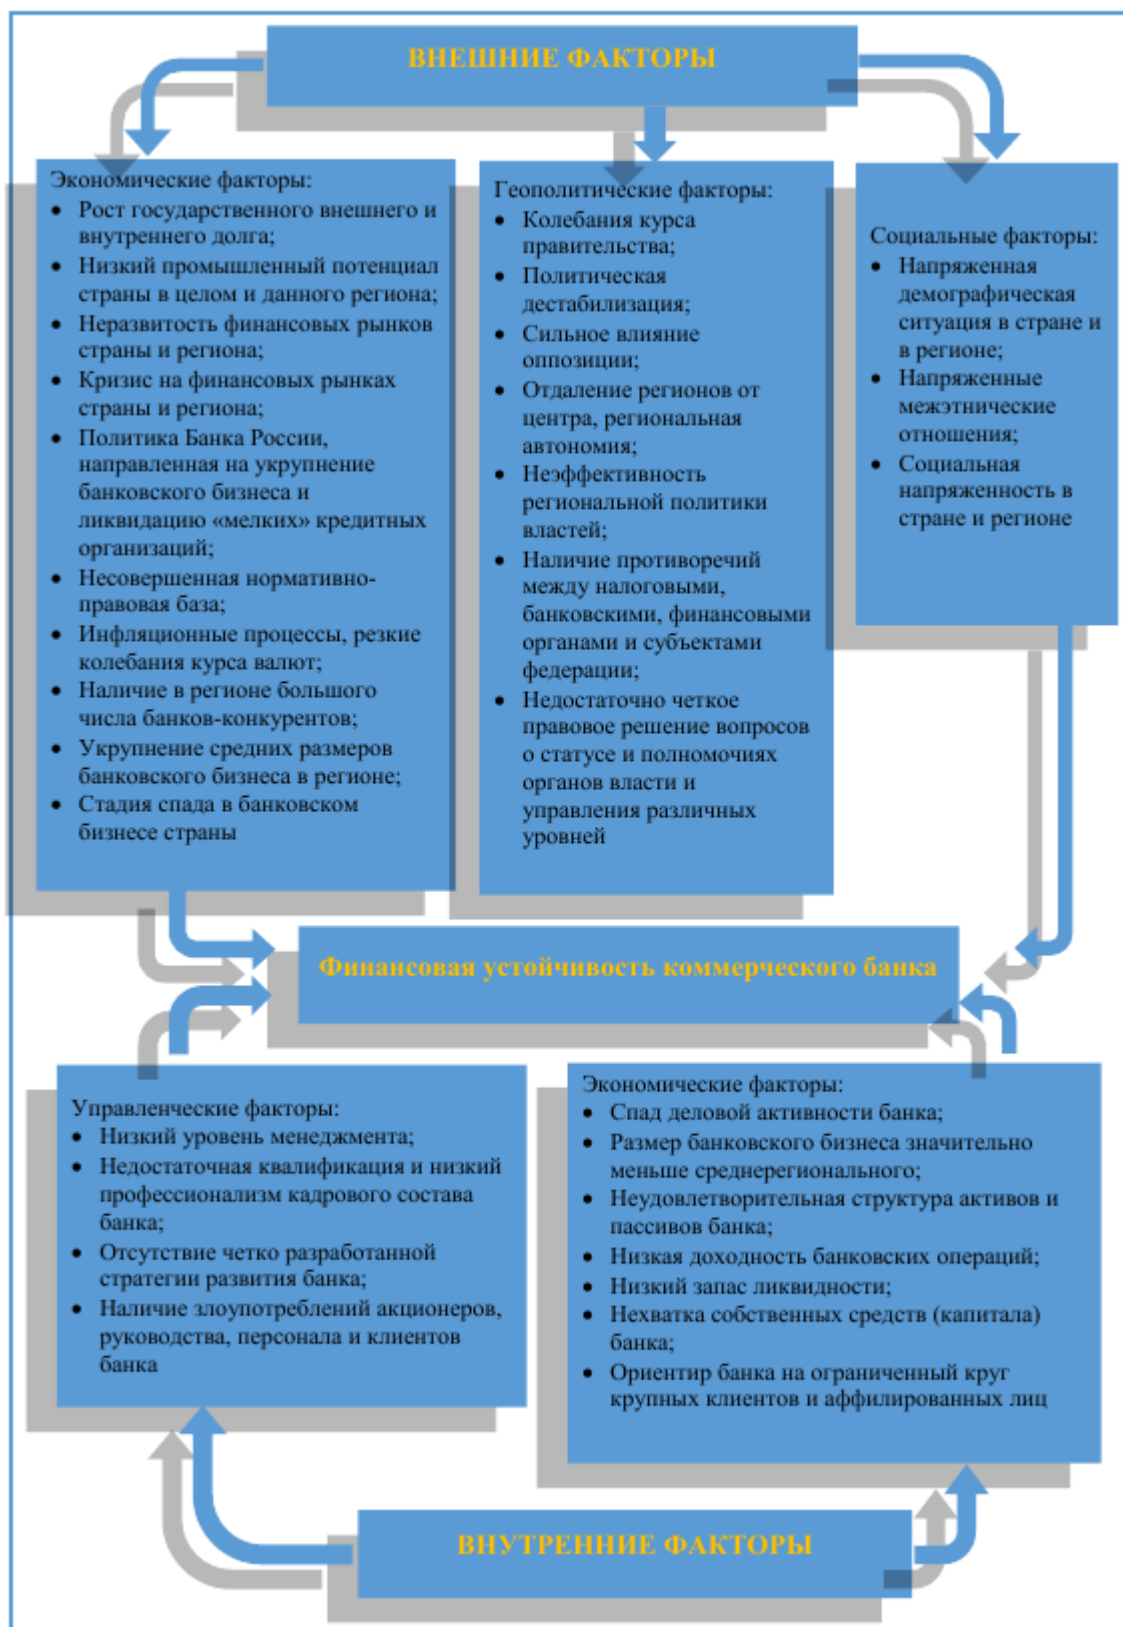 ВНЕШНИЕ ФАКТОРЫ
Экономические факторы:
• Рост государственного внешнего и
внутреннего долга;
• Низкий промышленный потенциал
страны в целом и данного региона;
• Неразвитость финансовых рынков
страны и региона;
• Кризис на финансовых рынках
страны и региона;
• Политика Банка России,
направленная на укрупнение
банковского бизнеса и
ликвидацию «мелких» кредитных
организаций;
• Несовершенная нормативно-
правовая база;
• Инфляционные процессы, резкие
колебания курса валют;
• Наличие в регионе большого
числа банков-конкурентов;
• Укрупнение средних размеров
банковского бизнеса в регионе;
• Стадия спада в банковском
бизнесе страны
Геополитические факторы:
• Колебания курса
правительства;
• Политическая
дестабилизация;
• Сильное влияние
оппозиции;
• Отдаление регионов от
центра, региональная
автономия;
• Неэффективность
региональной политики
властей;
• Наличие противоречий
между налоговыми,
банковскими, финансовыми
органами и субъектами
федерации;
• Недостаточно четкое
правовое решение вопросов
о статусе и полномочиях
органов власти и
управления различных
уровней
Социальные факторы:
• Напряженная
демографическая
ситуация в стране и
в регионе;
• Напряженные
межэтнические
отношения;
• Социальная
напряженность в
стране и регионе
Финансовая устойчивость коммерческого банка
Управленческие факторы:
• Низкий уровень менеджмента;
• Недостаточная квалификация и низкий
профессионализм кадрового состава
банка;
• Отсутствие четко разработанной
стратегии развития банка;
• Наличие злоупотреблений акционеров,
руководства, персонала и клиентов
банка
Экономические факторы:
• Спад деловой активности банка;
• Размер банковского бизнеса значительно
меньше среднерегионального;
• Неудовлетворительная структура активов и
пассивов банка;
• Низкая доходность банковских операций;
• Низкий запас ликвидности;
• Нехватка собственных средств (капитала)
банка;
• Ориентир банка на ограниченный круг
крупных клиентов и аффилированных лиц
ВНУТРЕННИЕ ФАКТОРЫ